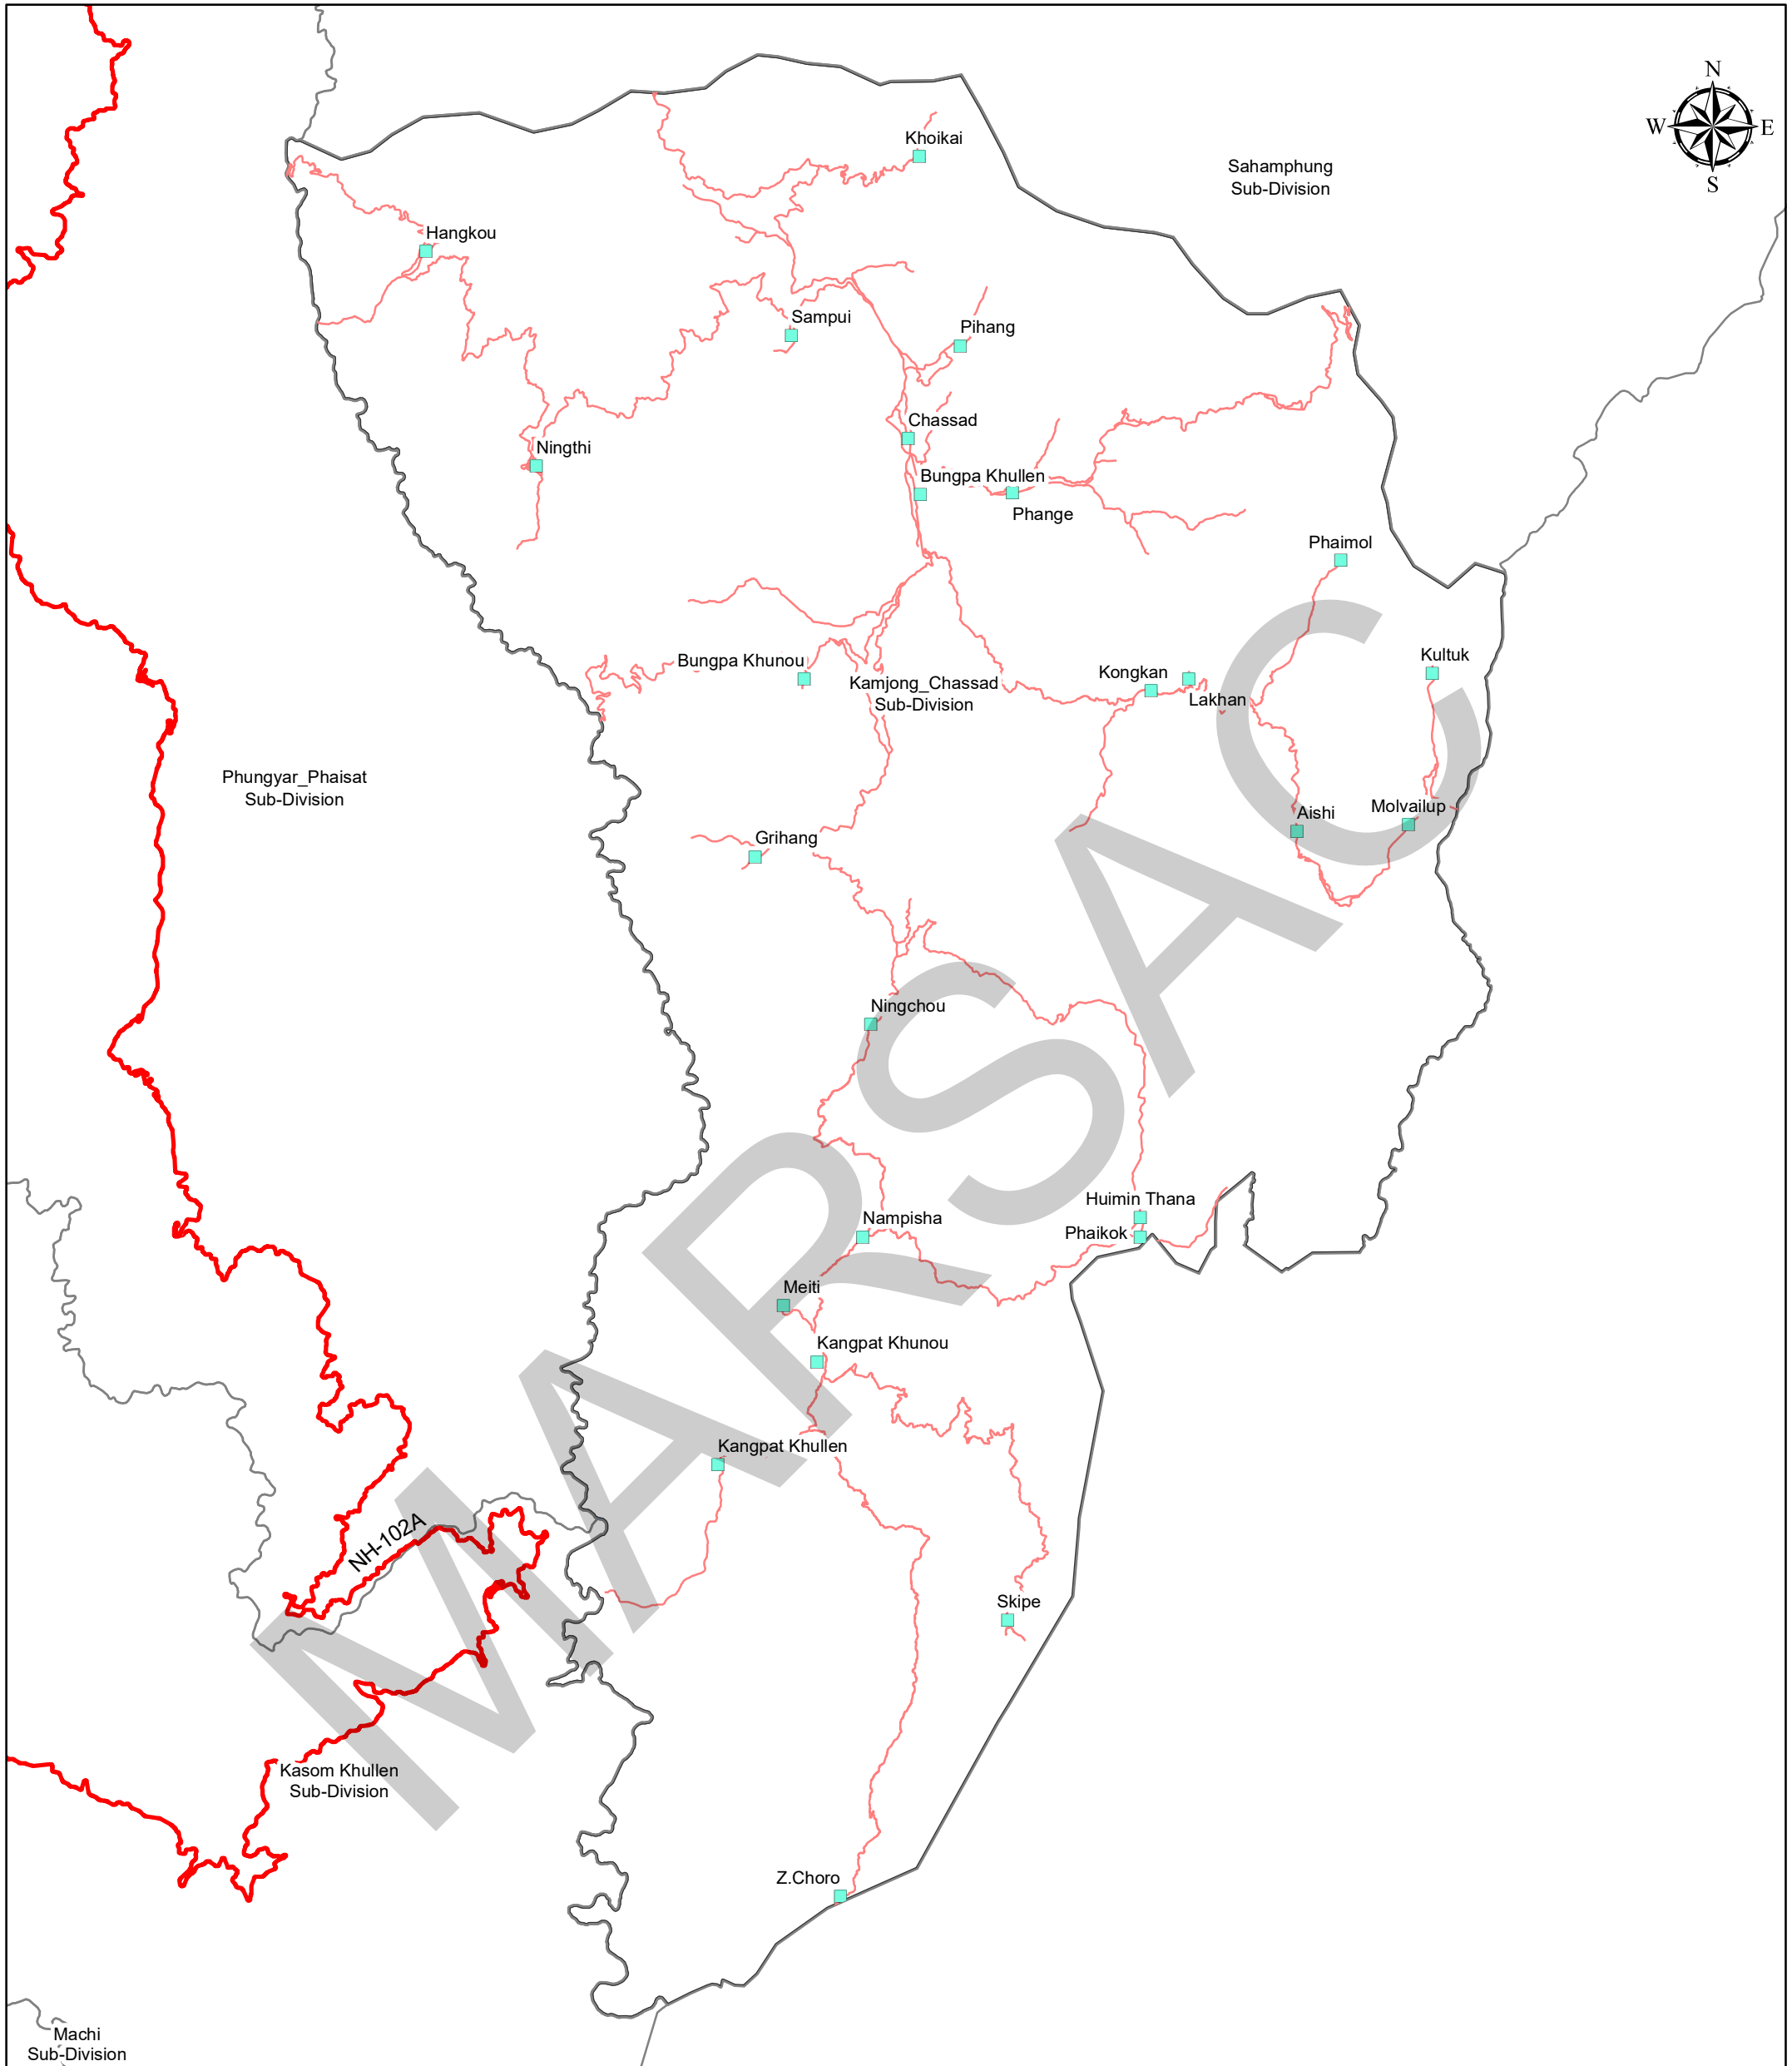 N
W E
S
Khoikai
Sahamphung
Sub-Division
Hangkou
Sampui
Pihang
Chassad
Ningthi
Bungpa Khullen
Phange
Phaimol
Kultuk
Bungpa Khunou
Kongkan
Kamjong_Chassad
Sub-Division
Lakhan
Phungyar_Phaisat
Sub-Division
Molvailup
Aishi
Grihang
Ningchou
Huimin Thana
Nampisha
Phaikok
Meiti
Kangpat Khunou
Kangpat Khullen
NH-102A
Skipe
Kasom Khullen
Sub-Division
Z.Choro
Machi
Sub-Division
MARSAC